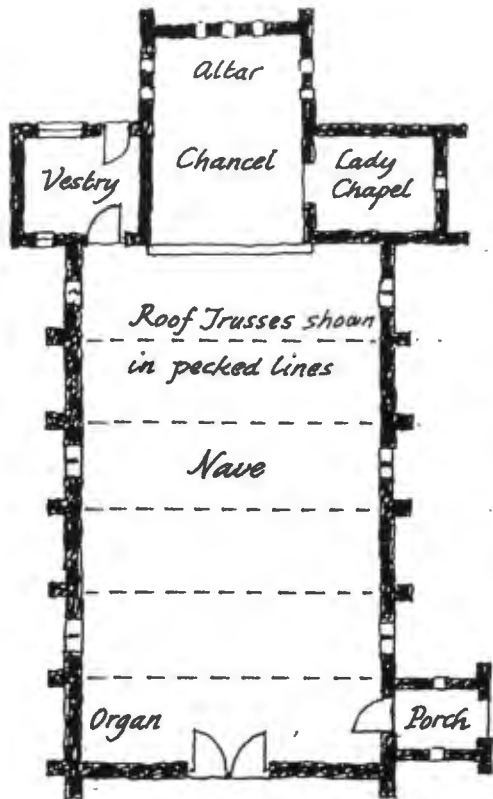 Altar
Chancel
Vestry
Lady
Chapel
Roof Trusses shown
in pecked lines
Nave
Organ
Porch